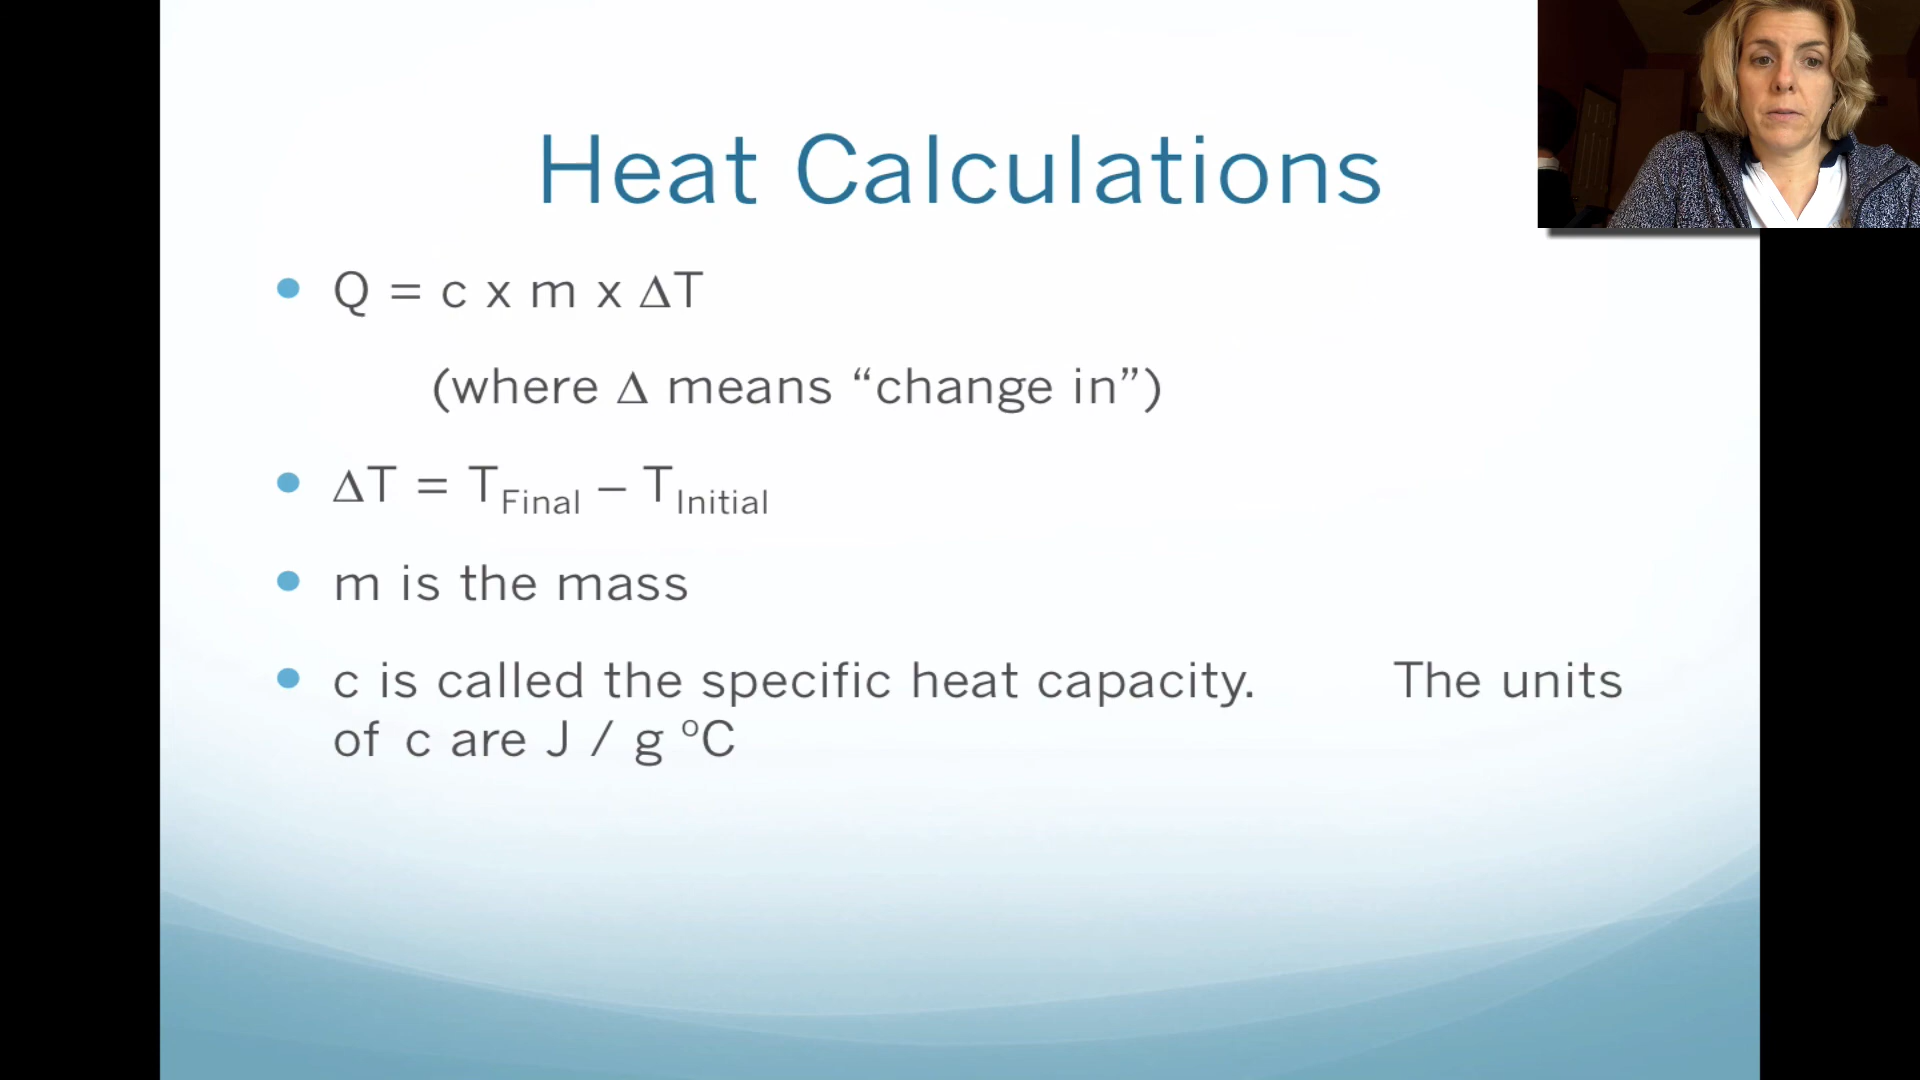 Heat Calculations
• Q = c x m x ΔT
(where Δ means “change in”)
• ΔT = TFinal – TInitial
• m is the mass
• c is called the specific heat capacity. The units
of c are J / g ºC